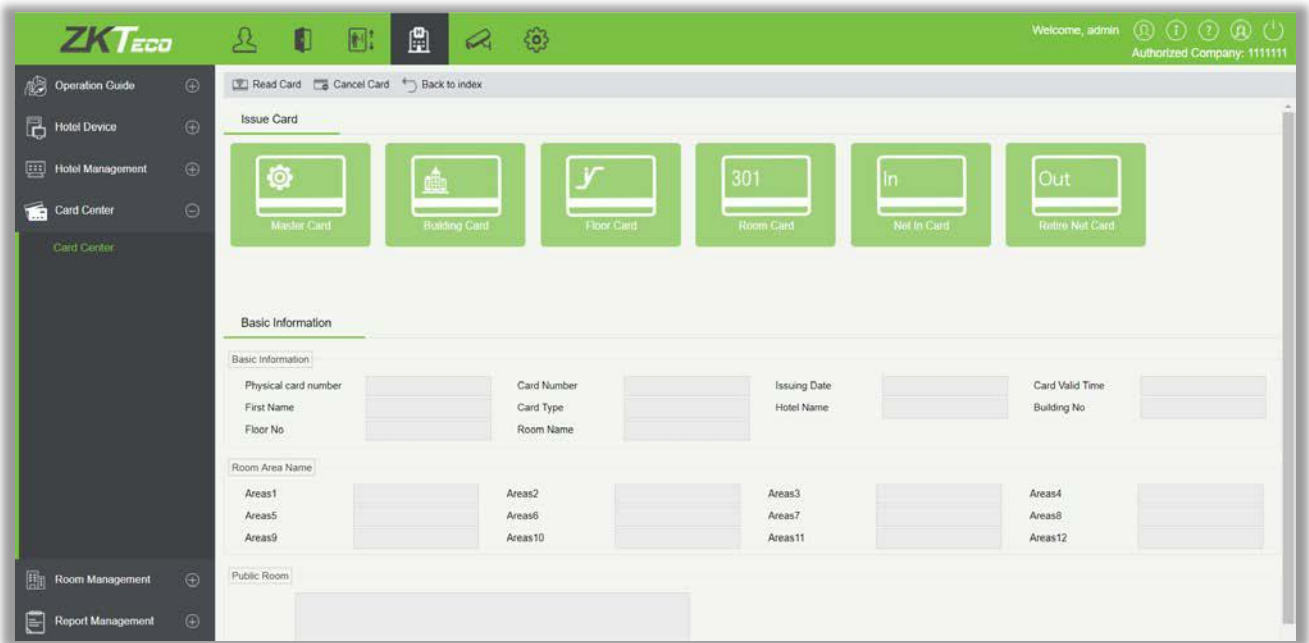 ZKTeco
Welcome, admin
Authorized Company: 1111111
Operation Guide
Hotel Device
Hotel Management
Card Center
Card Center
Room Management
Report Management
Read Card Cancel Card Back to index
Issue Card
301 In Out
Master Card Building Card Floor Card Room Card Net In Card Retire Net Card
Basic Information
Basic Information
Physical card number Card Number Issuing Date Card Valid Time
First Name Card Type Hotel Name Building No
Floor No Room Name
Room Area Name
Areas1 Areas2 Areas3 Areas4
Areas5 Areas6 Areas7 Areas8
Areas9 Areas10 Areas11 Areas12
Public Room